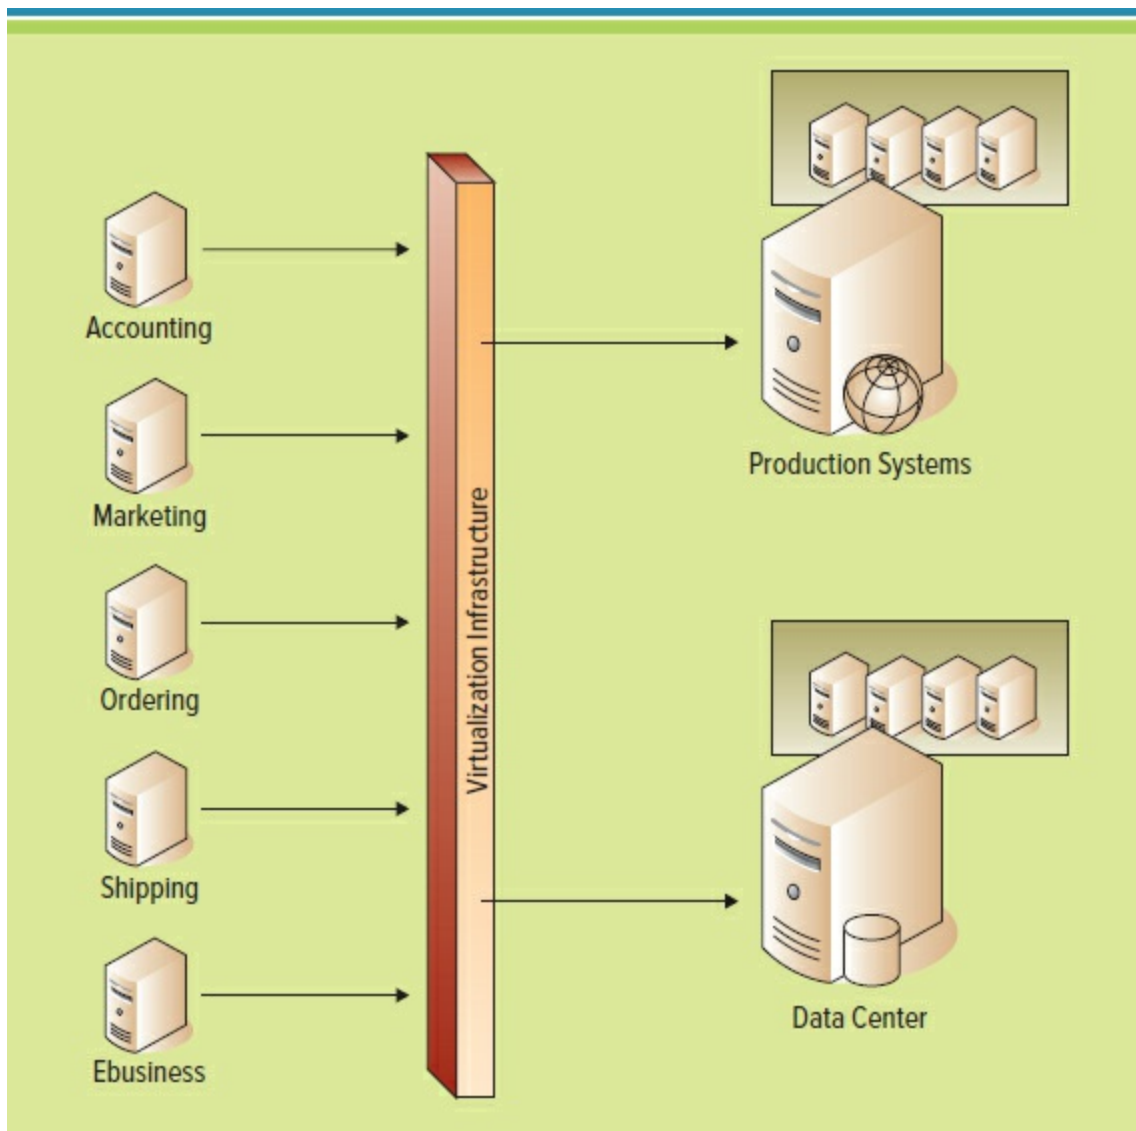 Accounting
Marketing
Ordering
Shipping
Ebusiness
Virtualization Infrastructure
Production Systems
Data Center